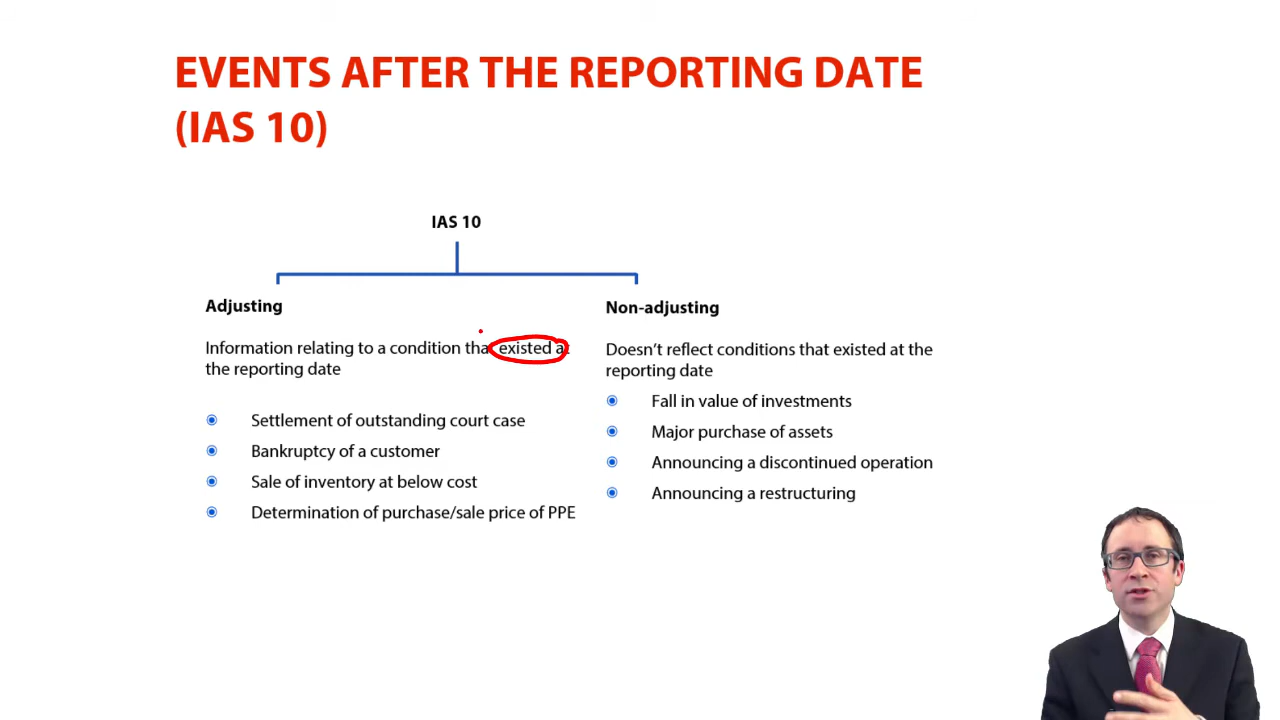 EVENTS AFTER THE REPORTING DATE
(IAS 10)
IAS 10
Adjusting
Information relating to a condition that existed at
the reporting date
Settlement of outstanding court case
Bankruptcy of a customer
Sale of inventory at below cost
Determination of purchase/sale price of PPE
Non-adjusting
Doesn't reflect conditions that existed at the
reporting date
Fall in value of investments
Major purchase of assets
Announcing a discontinued operation
Announcing a restructuring